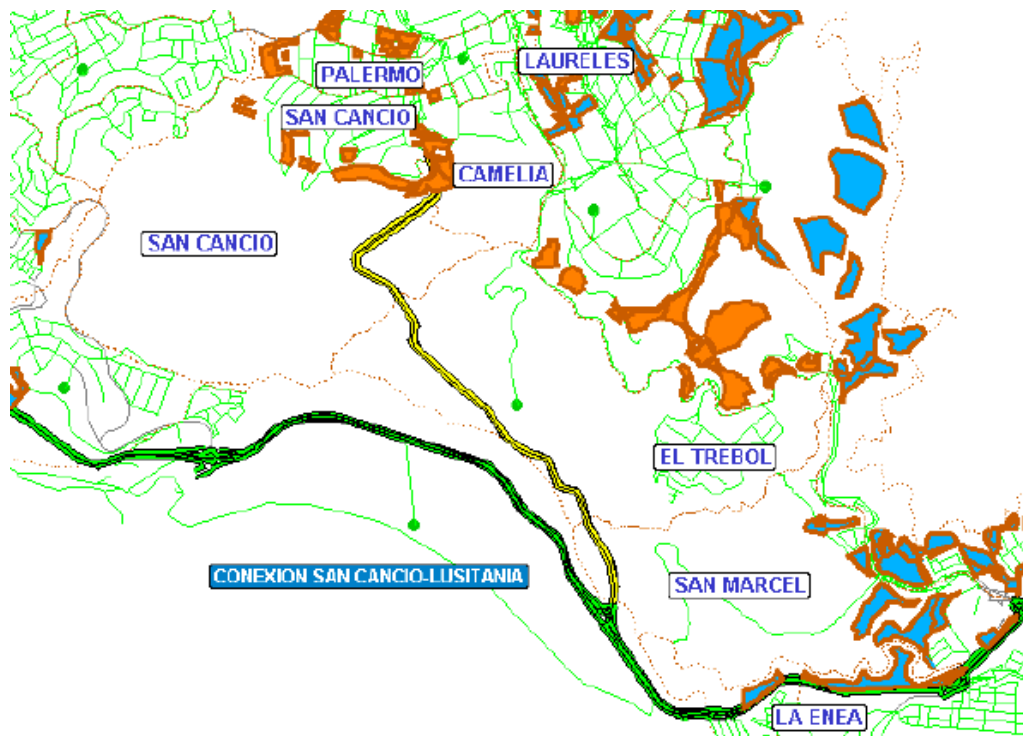 LAURELES
PALERMO
SAN CANCIO
CAMELIA
SAN CANCIO
EL TREBOL
CONEXION SAN CANCIO-LUSITANIA
SAN MARCEL
LA ENEA